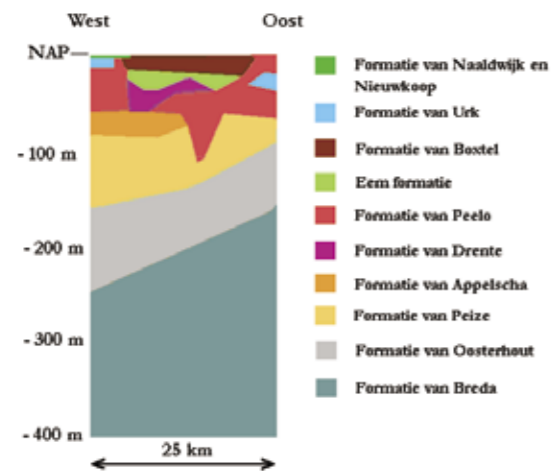 West Oost
NAP
- 100 m
- 200 m
- 300 m
- 400 m
25 km
Formatie van Naaldwijk en
Nieuwkoop
Formatie van Urk
Formatie van Boxtel
Eem formatie
Formatie van Peelo
Formatie van Drente
Formatie van Appelscha
Formatie van Peize
Formatie van Oosterhout
Formatie van Breda